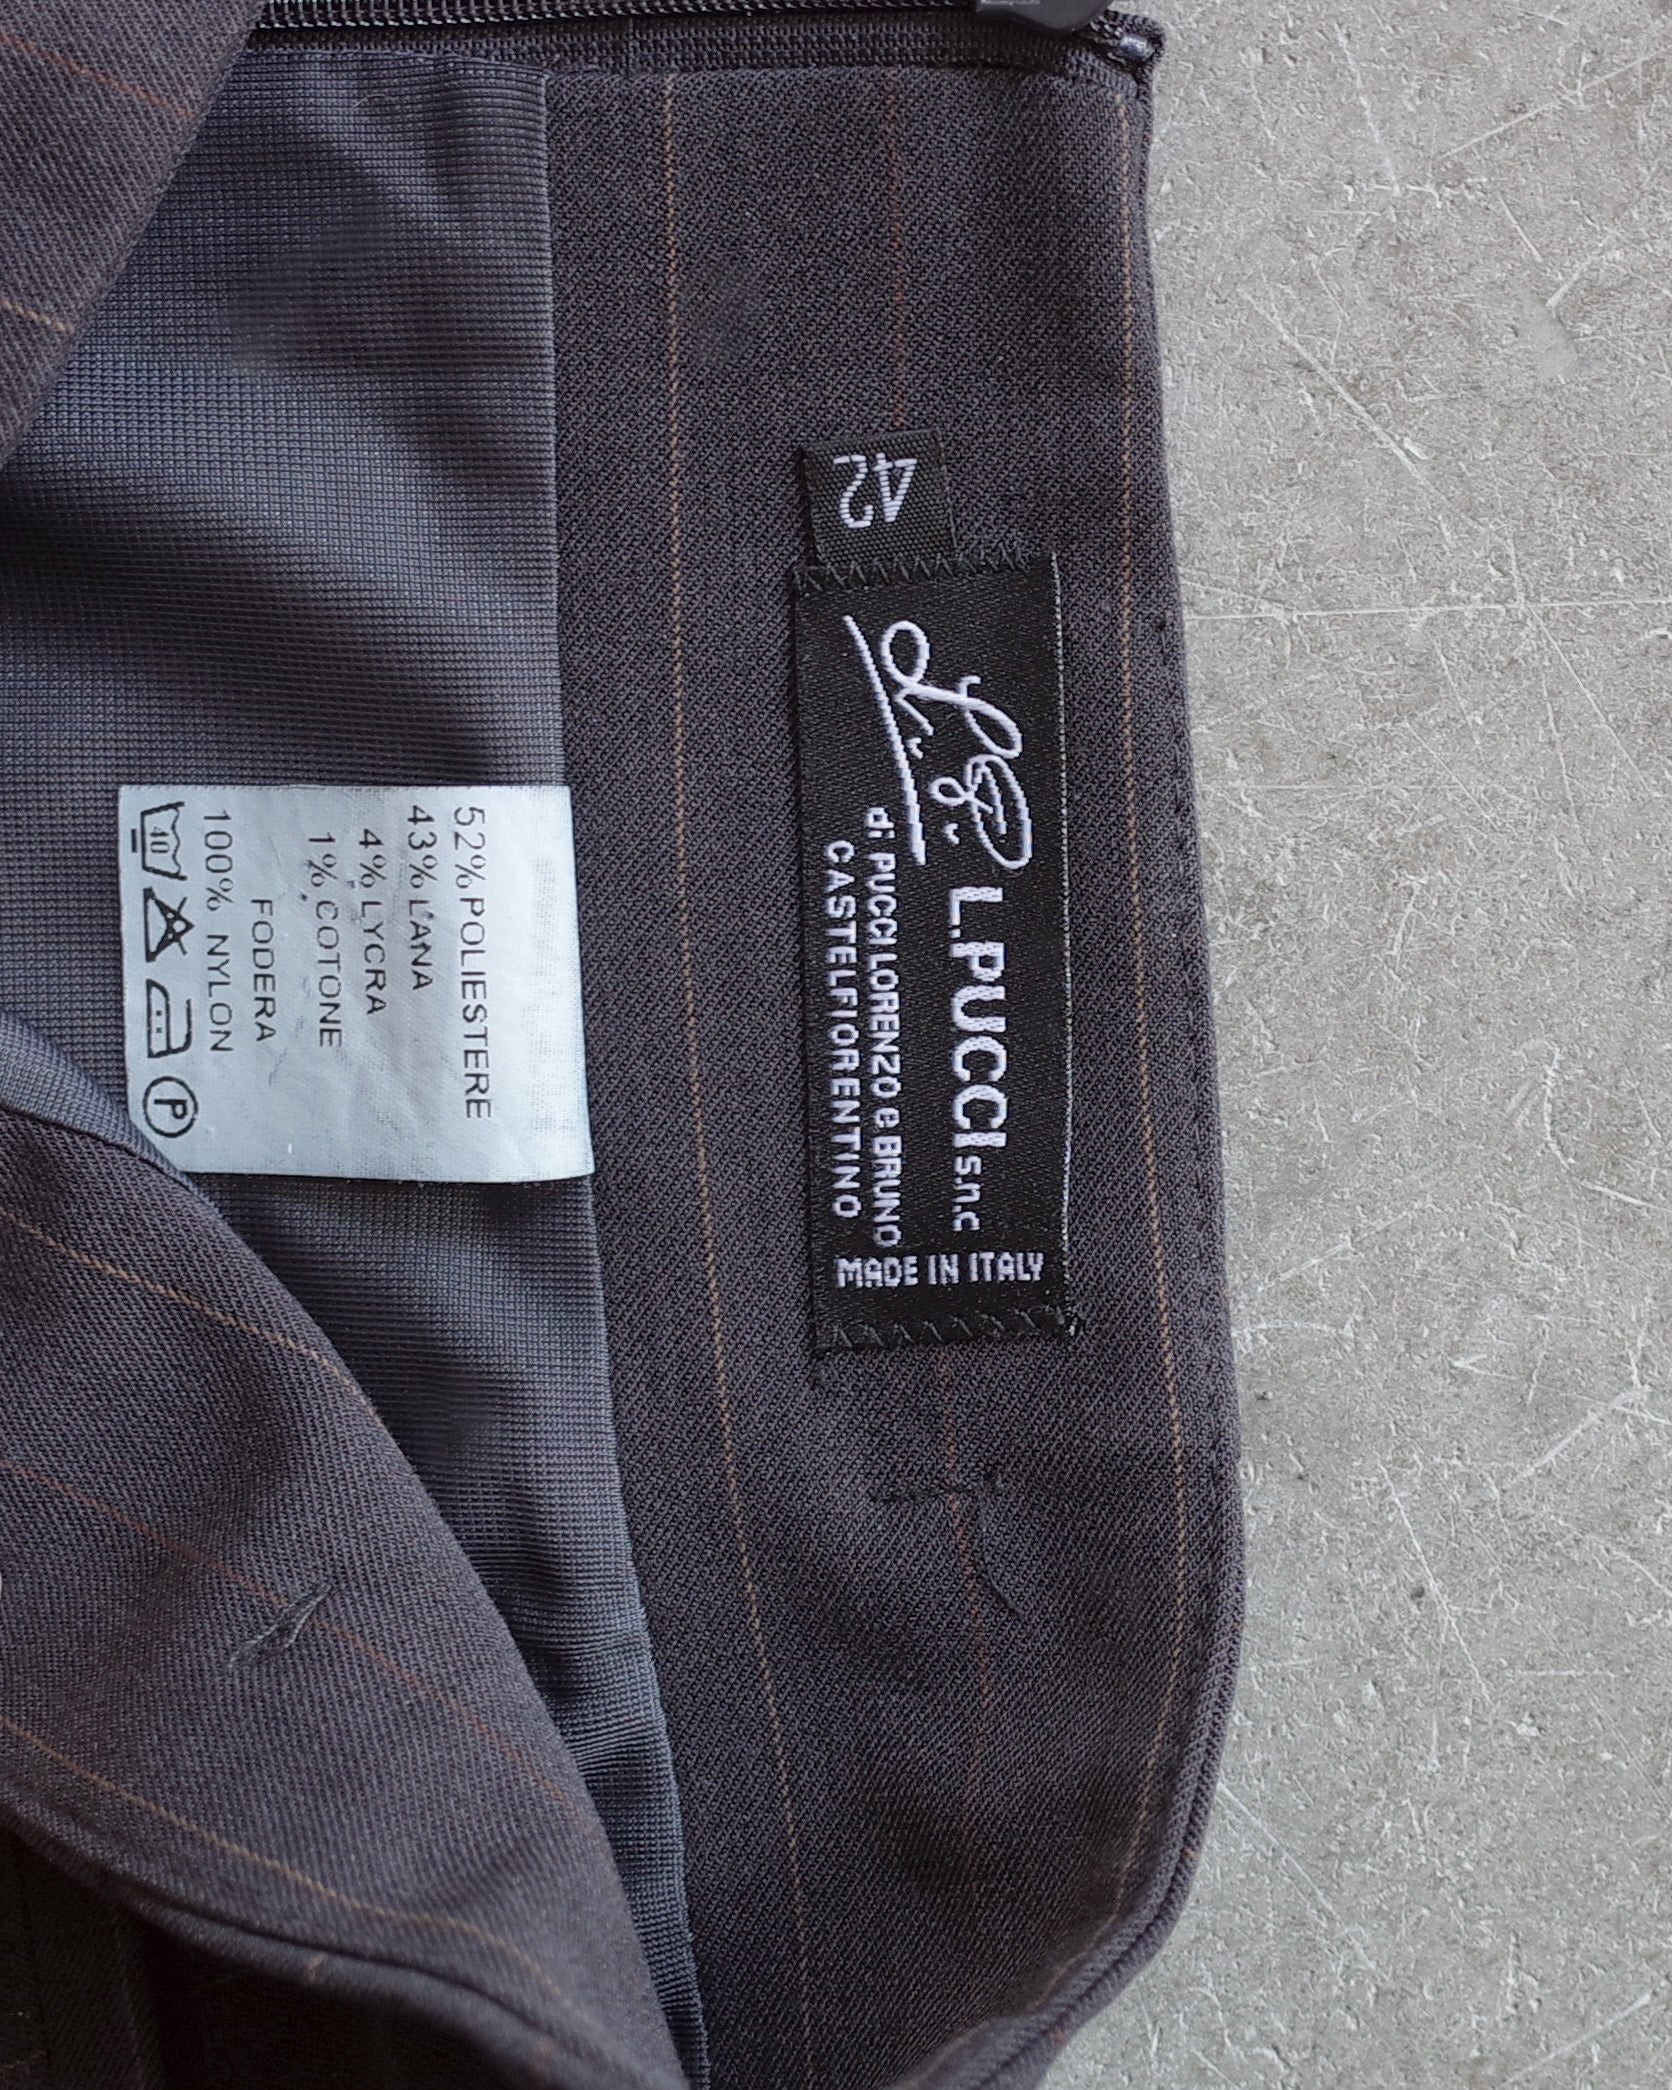 42
L.PUCCI s.n.c
di PUCCI LORENZO e BRUNO
CASTELFIORENTINO
MADE IN ITALY
52% POLIESTERE
43% LANA
4% LYCRA
1% COTONE
FODERA
100% NYLON
40
P